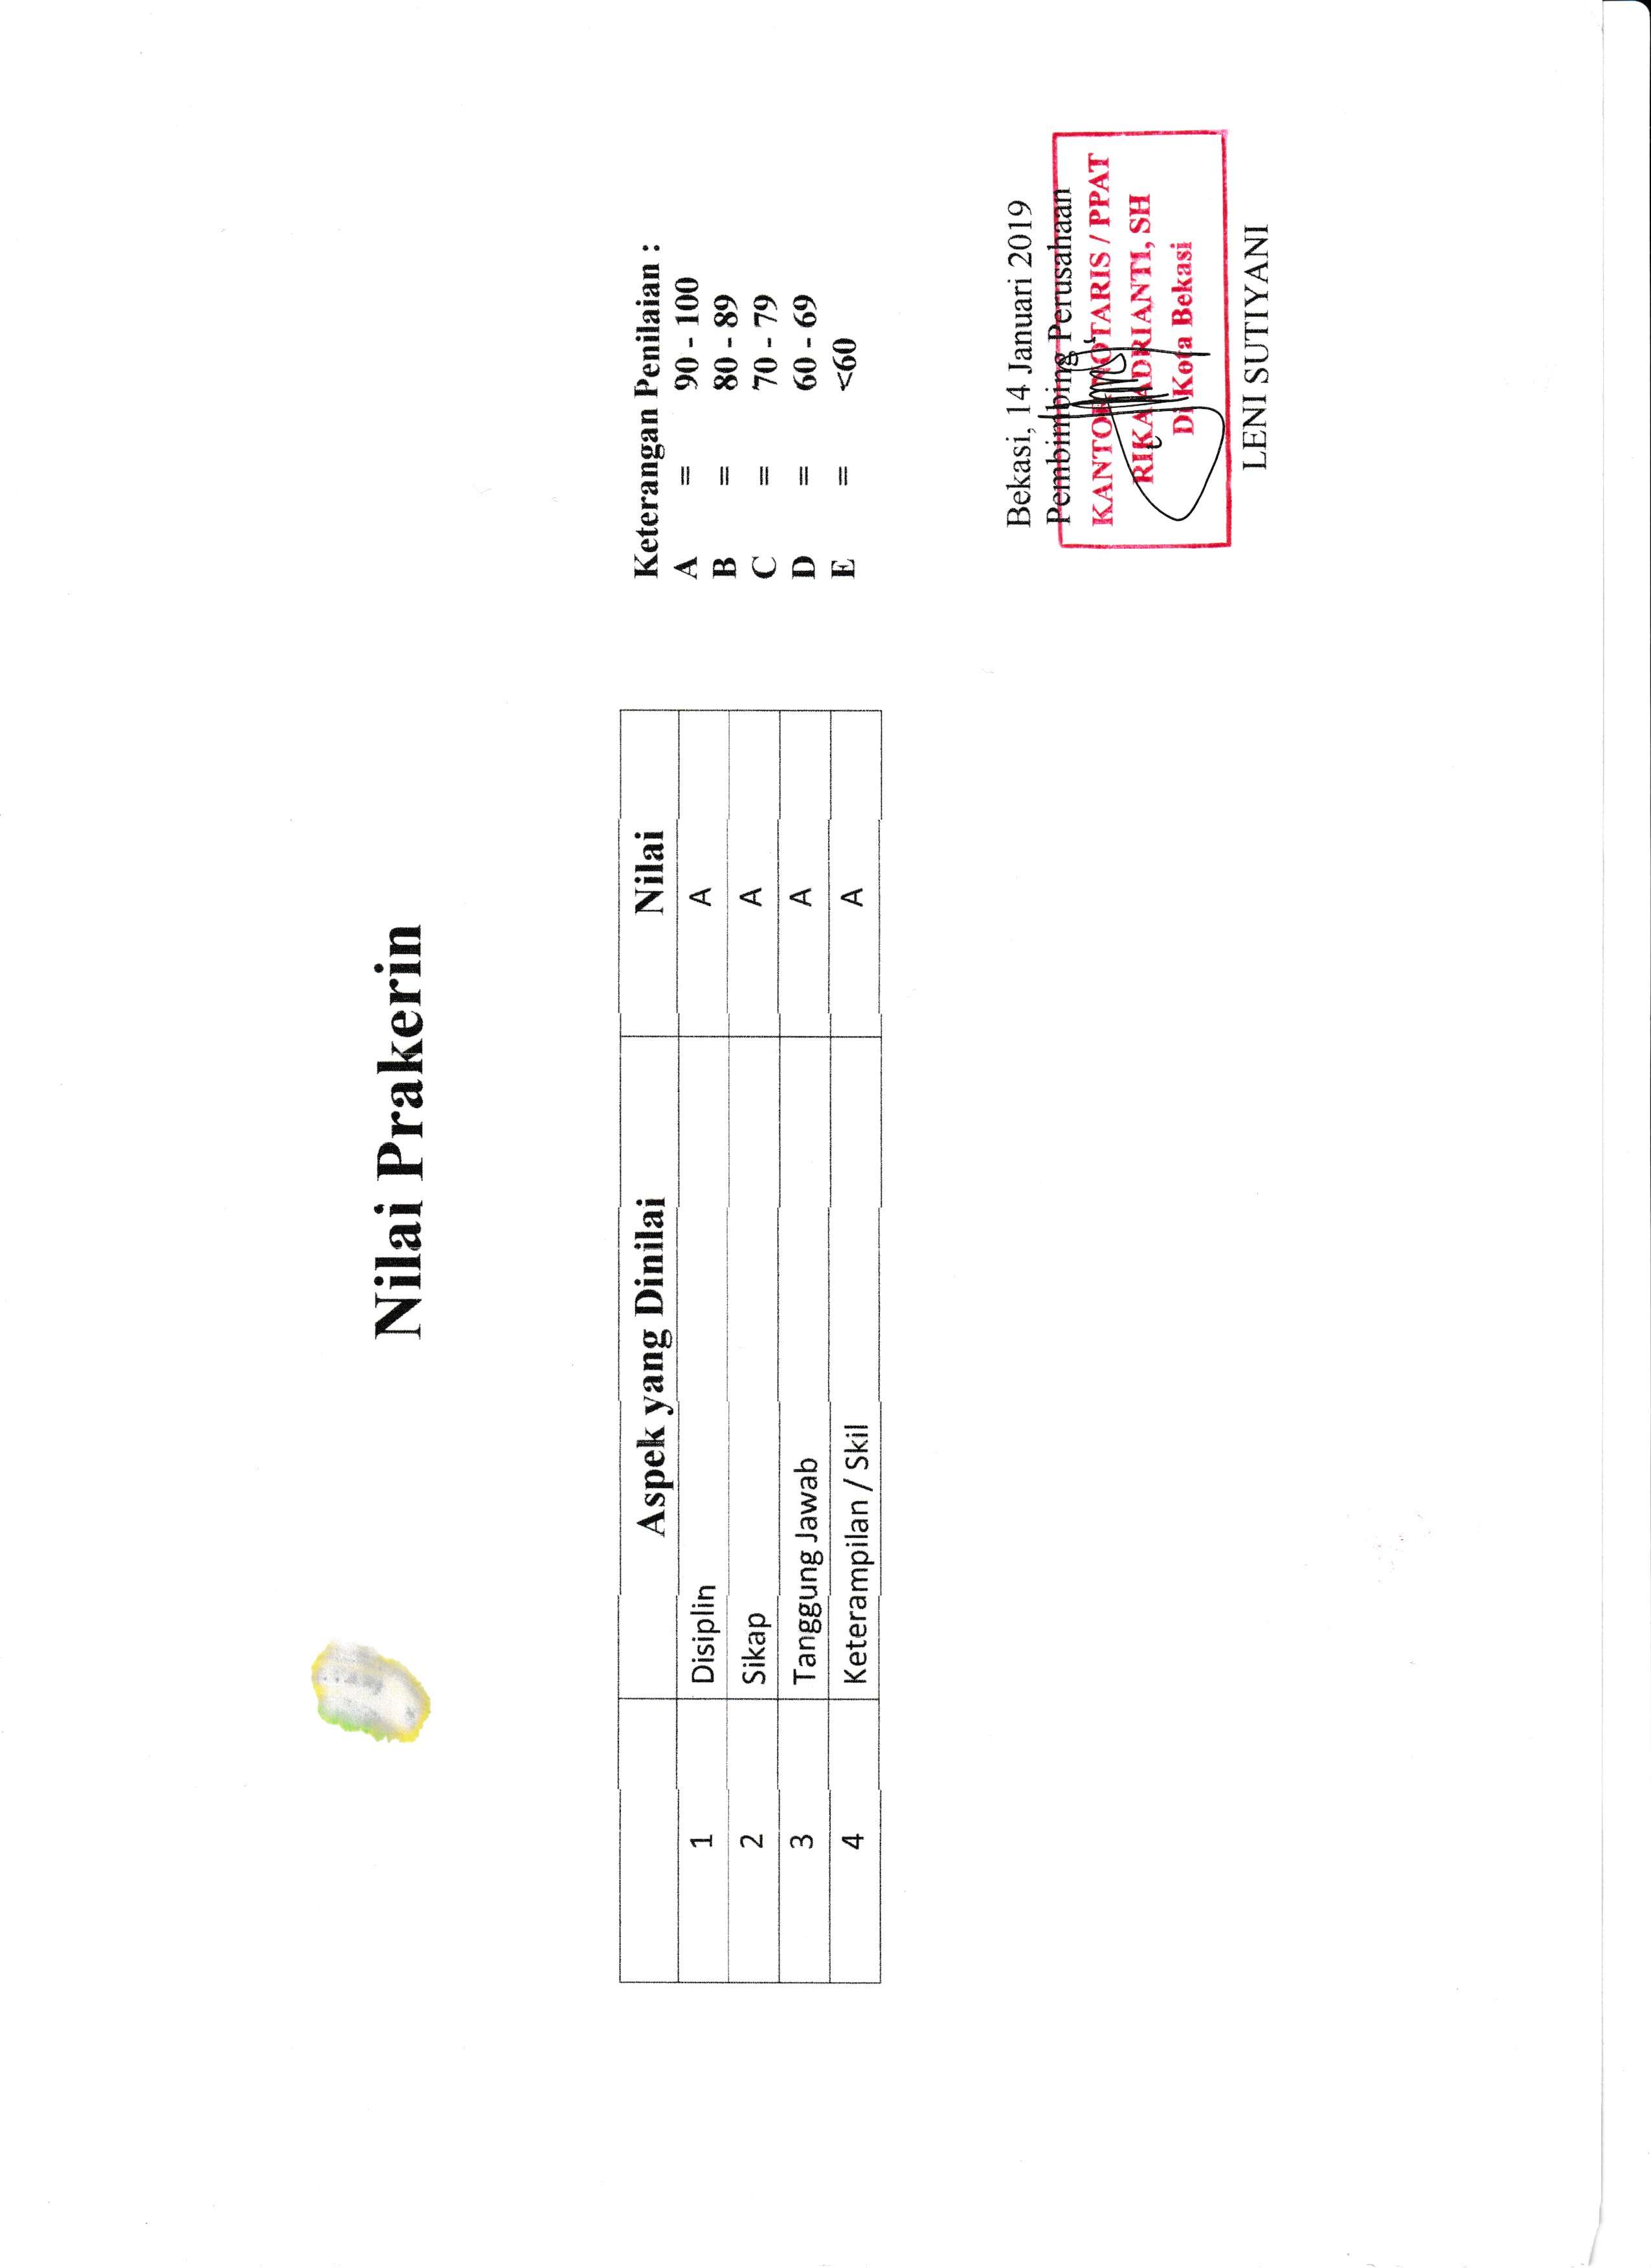 Nilai Prakerin
Aspek yang Dinilai Nilai
1 Disiplin A
2 Sikap A
3 Tanggung Jawab A
4 Keterampilan / Skil A
Keterangan Penilaian :
A = 90 - 100
B = 80 - 89
C = 70 - 79
D = 60 - 69
E = <60
Bekasi, 14 Januari 2019
Pembimbing Perusahaan
KANTOR NOTARIS / PPAT
RIKA ADRIANTI, SH
Di Kota Bekasi
LENI SUTIYANI